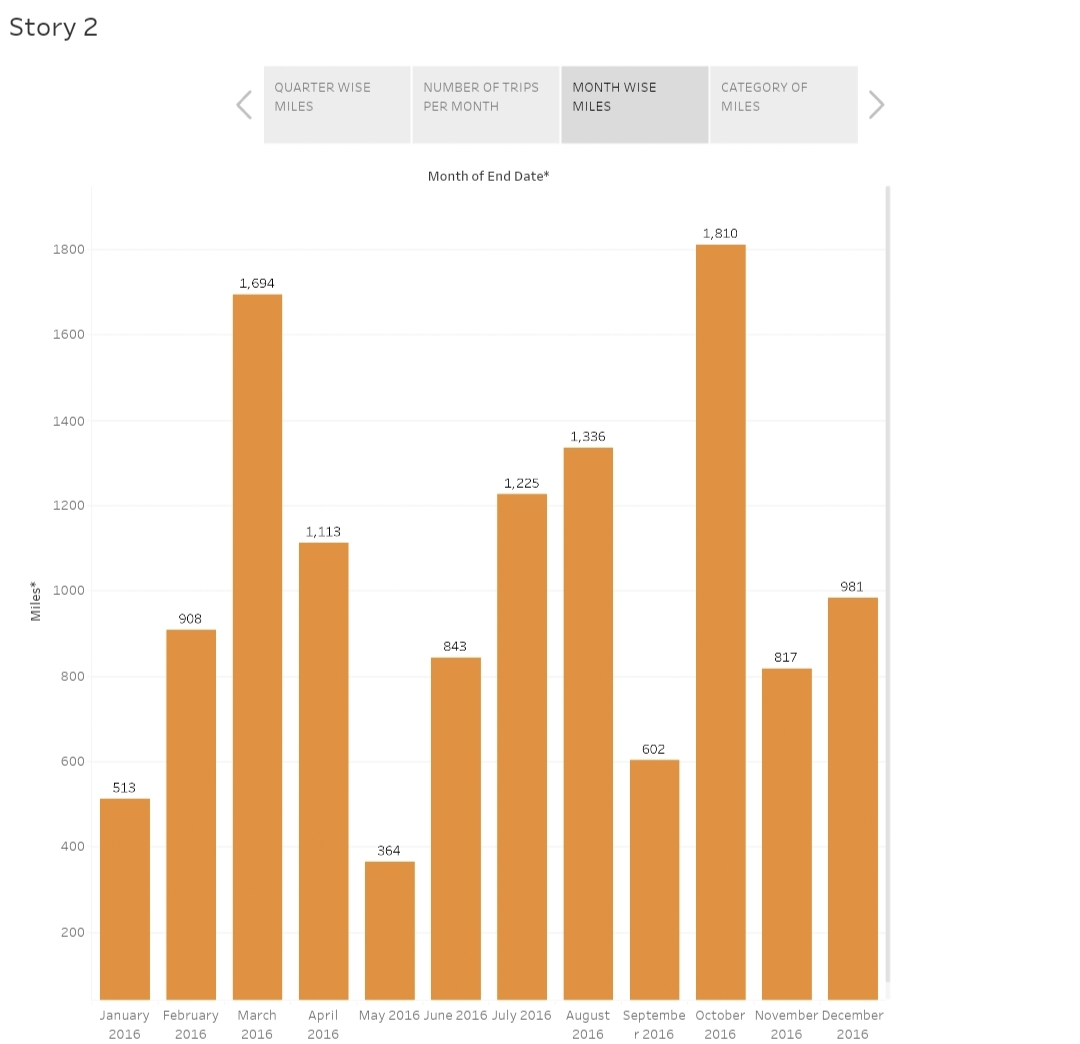 Story 2
QUARTER WISE
MILES
NUMBER OF TRIPS
PER MONTH
MONTH WISE
MILES
CATEGORY OF
MILES
Month of End Date*
1800
1600
1400
1200
1000
800
600
400
200
Miles*
513
908
1,694
1,113
364
843
1,225
1,336
602
1,810
817
981
January
2016
February
2016
March
2016
April
2016
May 2016
June 2016
July 2016
August
2016
Septembe
r 2016
October
2016
November
2016
December
2016